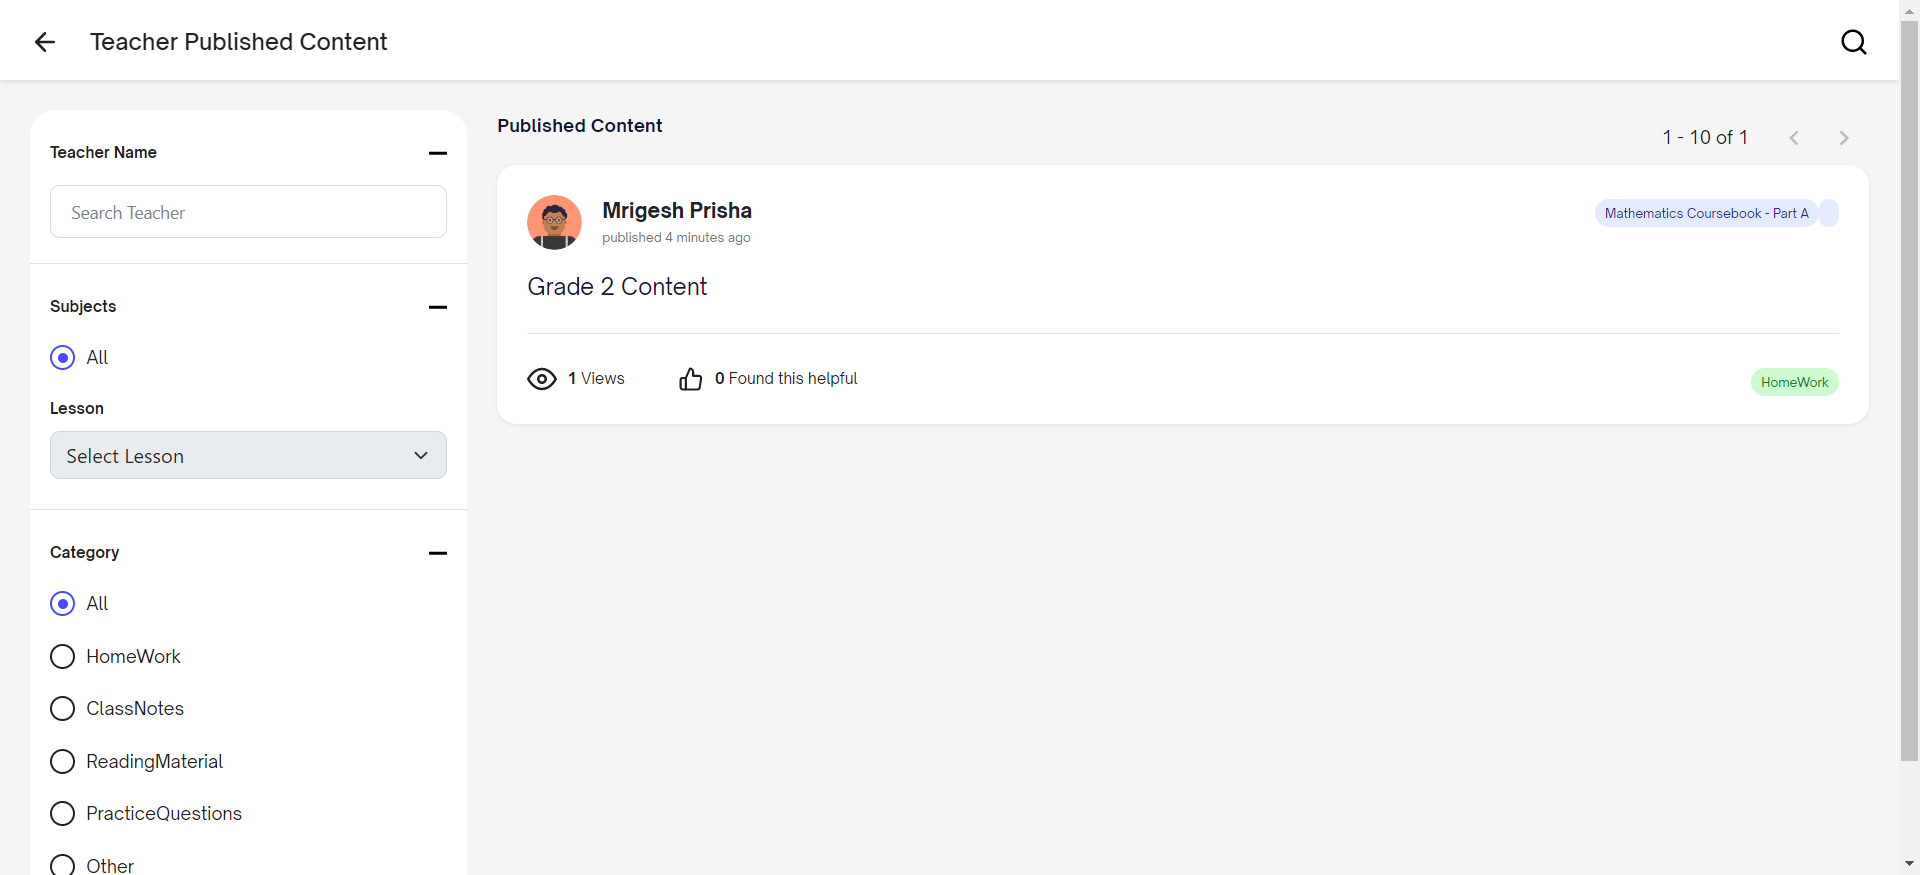 Teacher Published Content
Teacher Name
Search Teacher
Subjects
All
Lesson
Select Lesson
Category
All
HomeWork
ClassNotes
ReadingMaterial
PracticeQuestions
Other
Published Content
1 - 10 of 1
Mrigesh Prisha
published 4 minutes ago
Mathematics Coursebook - Part A
Grade 2 Content
1 Views
0 Found this helpful
HomeWork